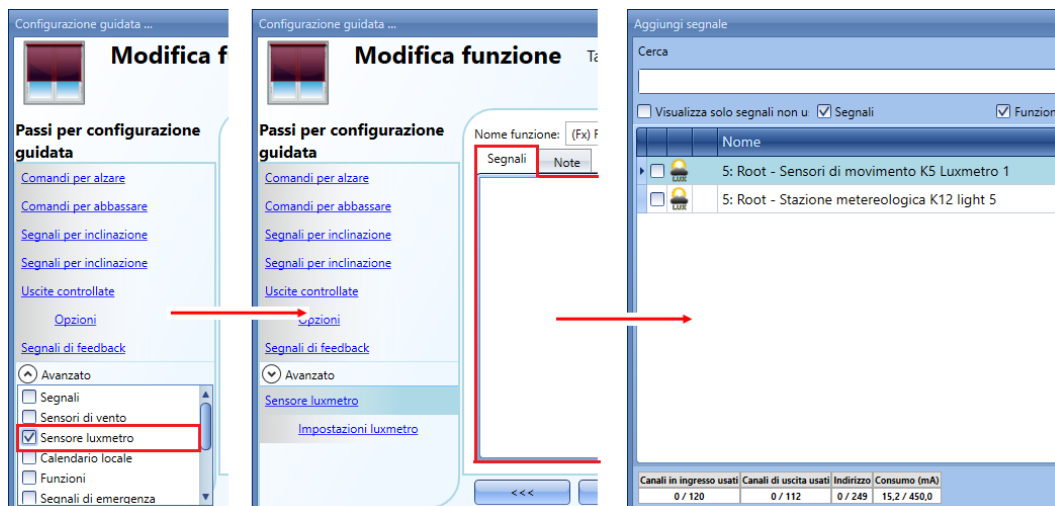 Configurazione guidata ...
Modifica f
Passi per configurazione
guidata
Comandi per alzare
Comandi per abbassare
Segnali per inclinazione
Segnali per inclinazione
Uscite controllate
Opzioni
Segnali di feedback
Avanzato
Segnali
Sensori di vento
Sensore luxmetro
Calendario locale
Funzioni
Segnali di emergenza
Configurazione guidata ...
Modifica funzione
Ta
Passi per configurazione
guidata
Comandi per alzare
Comandi per abbassare
Segnali per inclinazione
Segnali per inclinazione
Uscite controllate
Opzioni
Segnali di feedback
Avanzato
Sensore luxmetro
Impostazioni luxmetro
Nome funzione: (Fx) F
Segnali Note
<<<
Aggiungi segnale
Cerca
Visualizza solo segnali non u: Segnali Funzion
Nome
LUX 5: Root - Sensori di movimento K5 Luxmetro 1
LUX 5: Root - Stazione metereologica K12 light 5
Canali in ingresso usati Canali di uscita usati Indirizzo Consumo (mA)
0 / 120 0 / 112 0 / 249 15,2 / 450,0